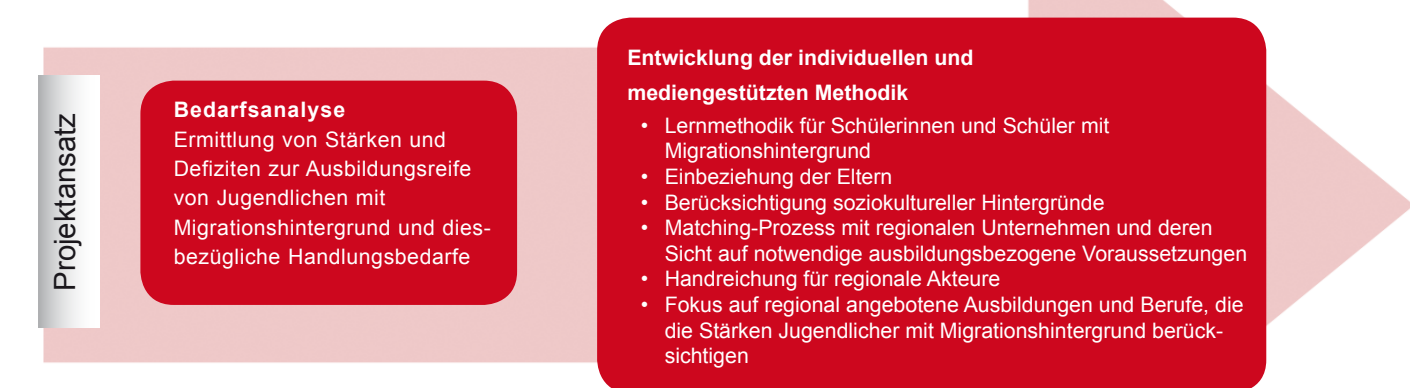 Projektansatz
Bedarfsanalyse
Ermittlung von Stärken und
Defiziten zur Ausbildungsreife
von Jugendlichen mit
Migrationshintergrund und dies-
bezügliche Handlungsbedarfe
Entwicklung der individuellen und
mediengestützten Methodik
• Lernmethodik für Schülerinnen und Schüler mit
Migrationshintergrund
• Einbeziehung der Eltern
• Berücksichtigung soziokultureller Hintergründe
• Matching-Prozess mit regionalen Unternehmen und deren
Sicht auf notwendige ausbildungsbezogene Voraussetzungen
• Handreichung für regionale Akteure
• Fokus auf regional angebotene Ausbildungen und Berufe, die
die Stärken Jugendlicher mit Migrationshintergrund berück-
sichtigen